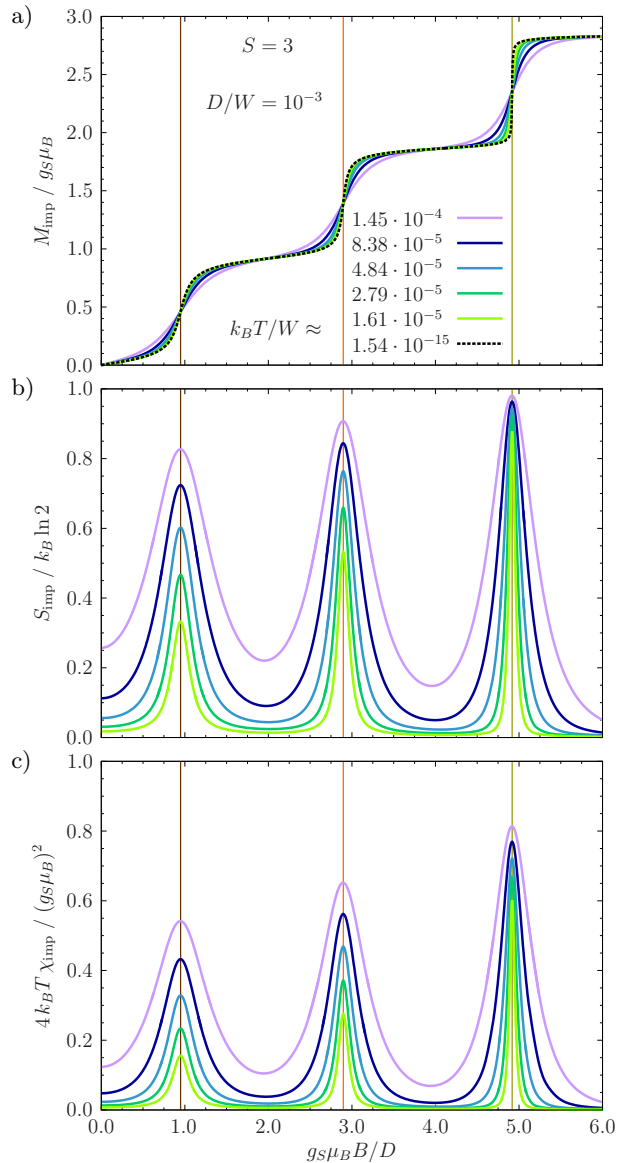 a)
3.0
2.5
2.0
1.5
1.0
0.5
0.0
M_imp / g_S μ_B
S = 3
D/W = 10^−3
k_B T/W ≈
1.45 · 10^−4
8.38 · 10^−5
4.84 · 10^−5
2.79 · 10^−5
1.61 · 10^−5
1.54 · 10^−15
b)
1.0
0.8
0.6
0.4
0.2
0.0
S_imp / k_B ln 2
c)
1.0
0.8
0.6
0.4
0.2
0.0
4 k_B T χ_imp / (g_S μ_B)^2
0.0 1.0 2.0 3.0 4.0 5.0 6.0
g_S μ_B B/D